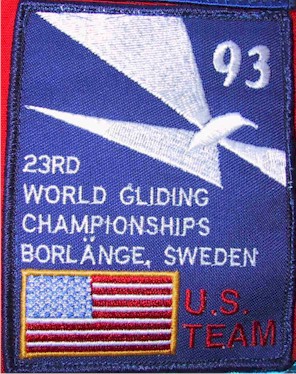 93
23RD
WORLD GLIDING
CHAMPIONSHIPS
BORLÄNGE, SWEDEN
U.S.
TEAM